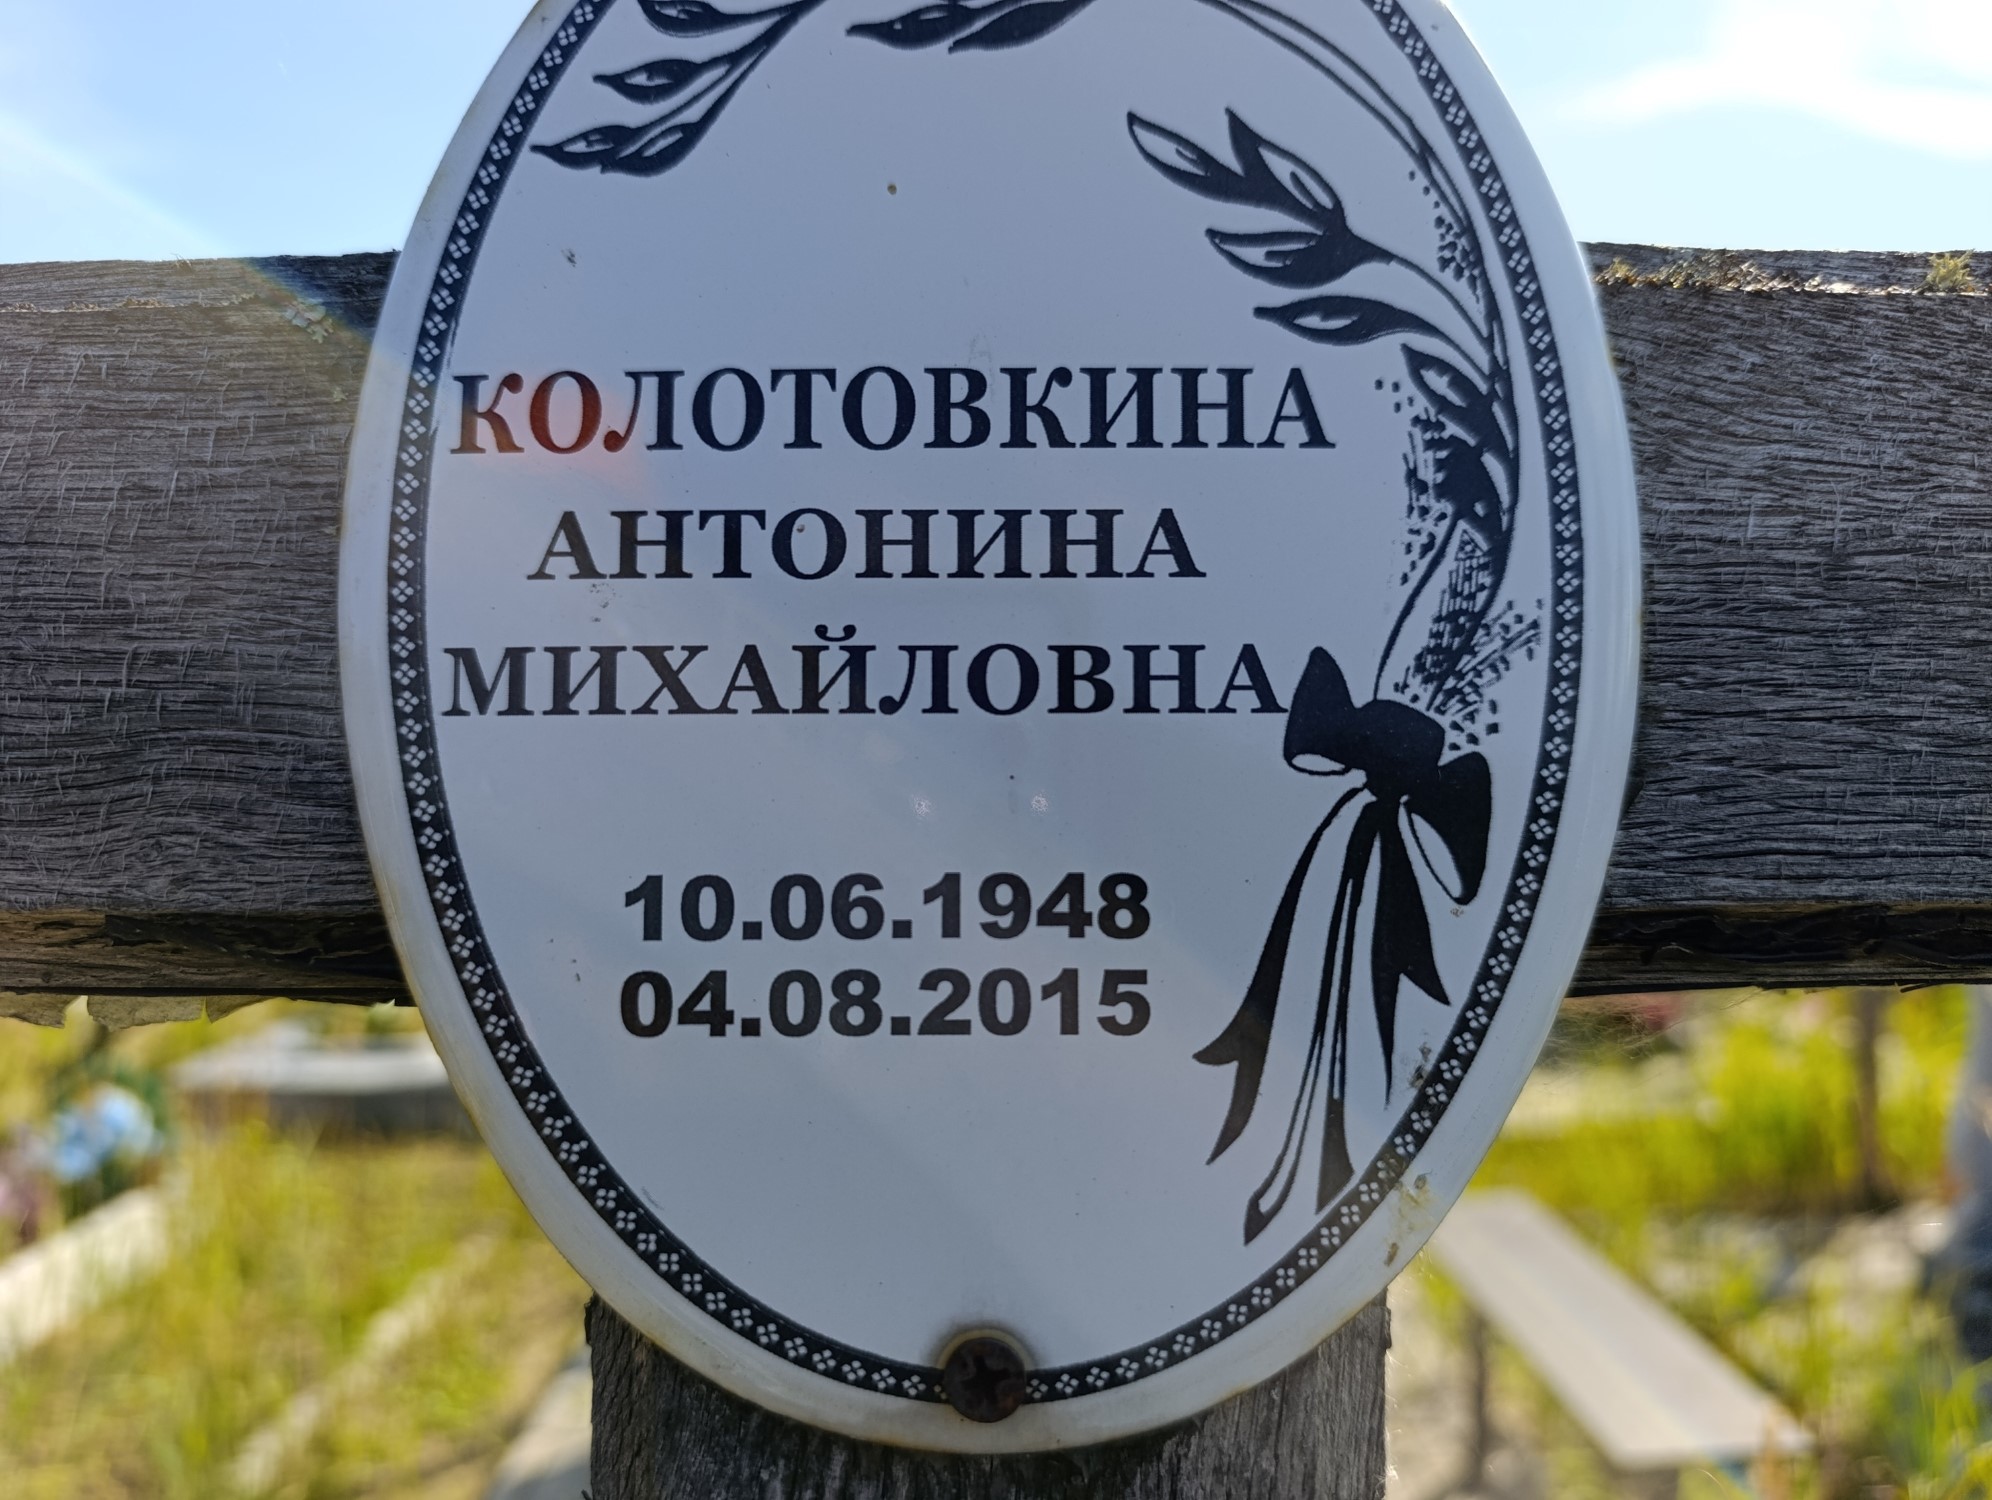 КОЛОТОВКИНА
АНТОНИНА
МИХАЙЛОВНА
10.06.1948
04.08.2015